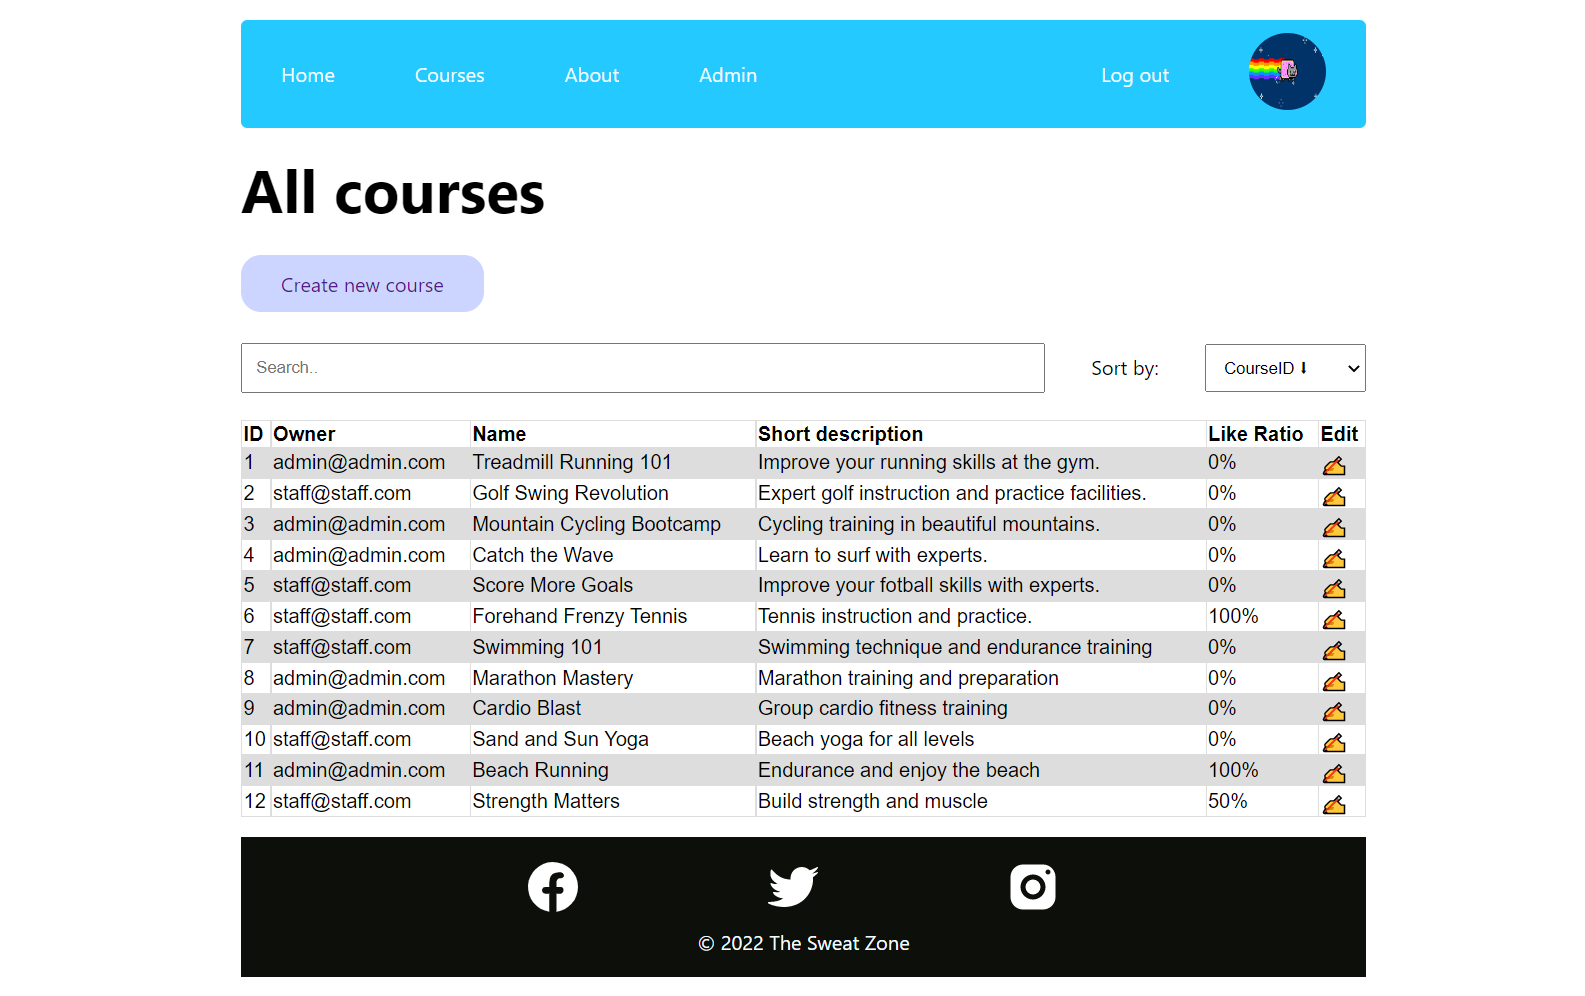 Home Courses About Admin Log out
All courses
Create new course
Search.. Sort by: CourseID ⬇
ID Owner Name Short description Like Ratio Edit
1 admin@admin.com Treadmill Running 101 Improve your running skills at the gym. 0% ✍
2 staff@staff.com Golf Swing Revolution Expert golf instruction and practice facilities. 0% ✍
3 admin@admin.com Mountain Cycling Bootcamp Cycling training in beautiful mountains. 0% ✍
4 admin@admin.com Catch the Wave Learn to surf with experts. 0% ✍
5 staff@staff.com Score More Goals Improve your fotball skills with experts. 0% ✍
6 staff@staff.com Forehand Frenzy Tennis Tennis instruction and practice. 100% ✍
7 staff@staff.com Swimming 101 Swimming technique and endurance training 0% ✍
8 admin@admin.com Marathon Mastery Marathon training and preparation 0% ✍
9 admin@admin.com Cardio Blast Group cardio fitness training 0% ✍
10 staff@staff.com Sand and Sun Yoga Beach yoga for all levels 0% ✍
11 admin@admin.com Beach Running Endurance and enjoy the beach 100% ✍
12 staff@staff.com Strength Matters Build strength and muscle 50% ✍
© 2022 The Sweat Zone